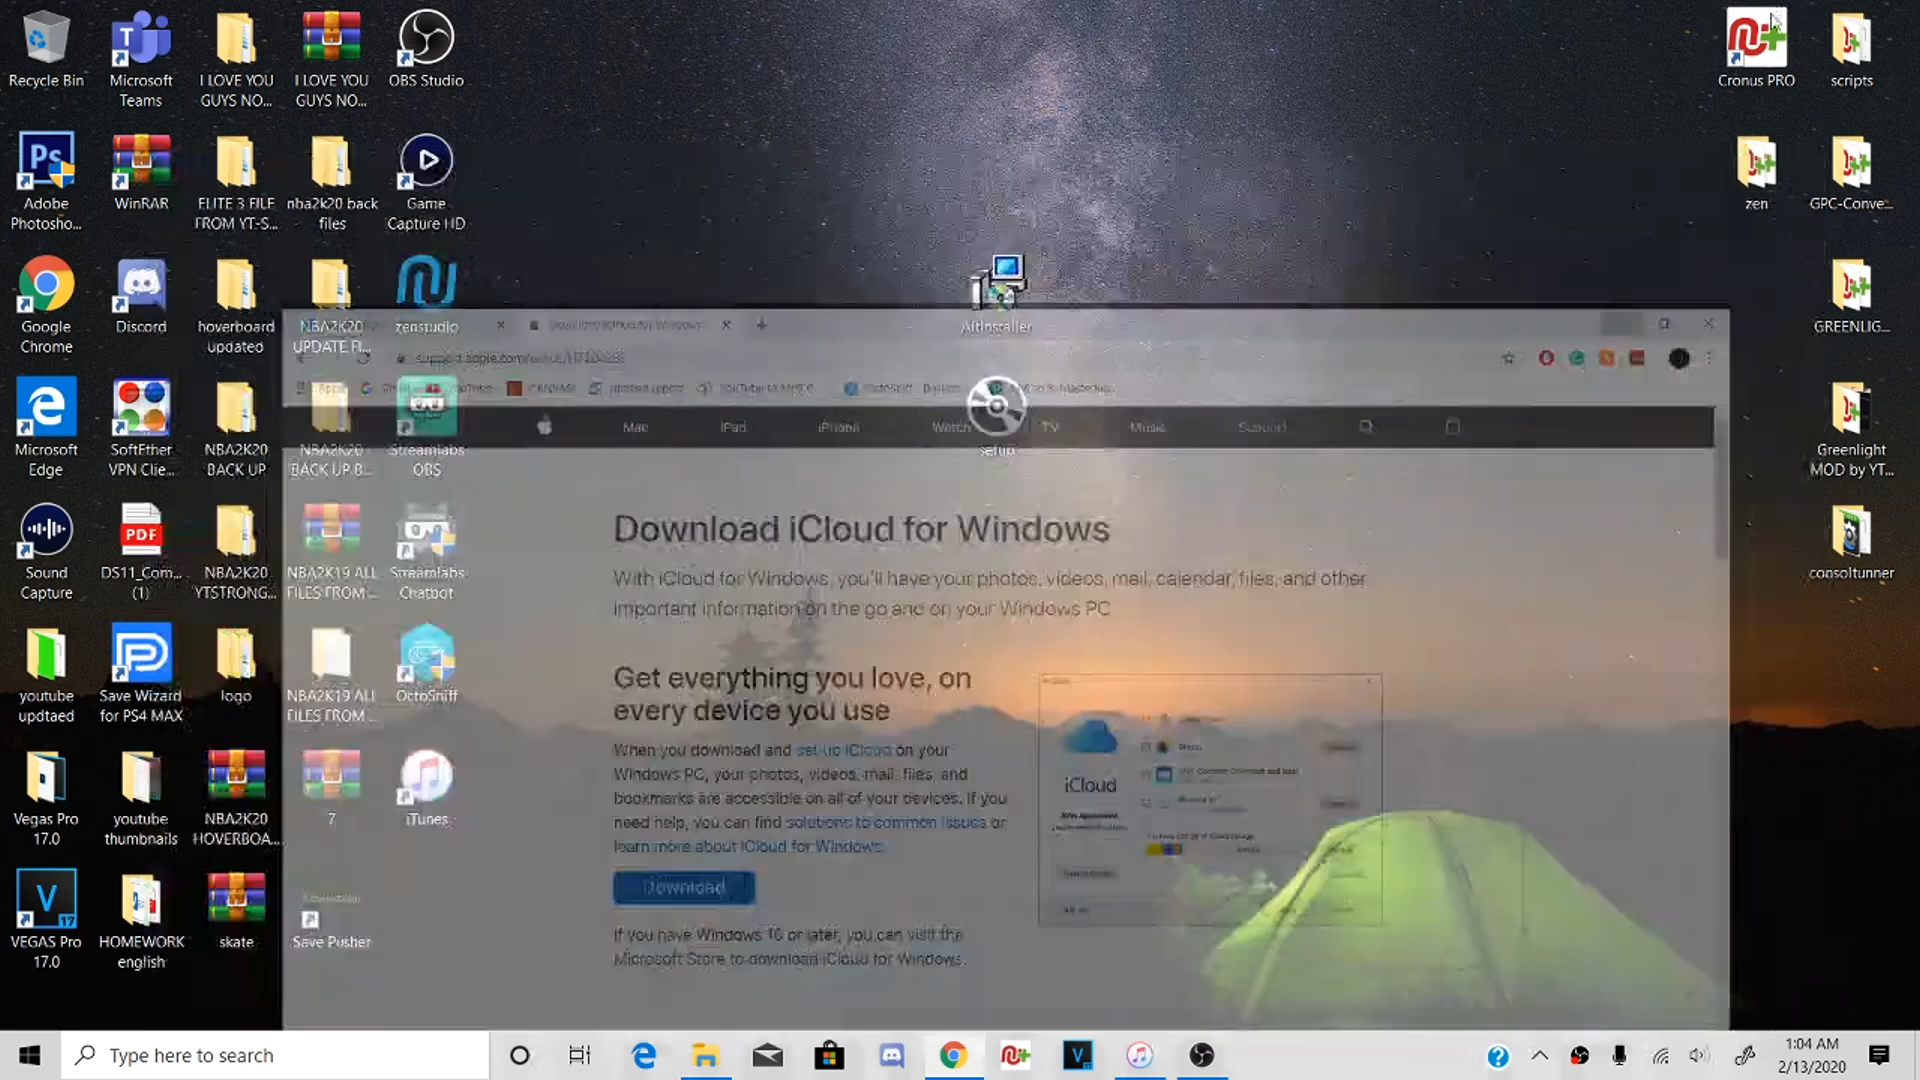 Recycle Bin
Microsoft
Teams
I LOVE YOU
GUYS NO...
I LOVE YOU
GUYS NO...
OBS Studio
Cronus PRO
scripts
Ps
Adobe
Photosho...
WinRAR
ELITE 3 FILE
FROM YT-S...
nba2k20 back
files
Game
Capture HD
zen
GPC-Conve...
Google
Chrome
Discord
hoverboard
updated
NBA2K20
UPDATE FI...
zenstudio
AltInstaller
GREENLIG...
Download iCloud for Windows
Microsoft
Edge
SoftEther
VPN Clie...
NBA2K20
BACK UP
NBA2K20
BACK UP B...
Streamlabs
OBS
setup
Greenlight
MOD by YT...
Mac
iPad
iPhone
Watch
TV
Music
Support
Sound
Capture
PDF
DS11_Com...
(1)
NBA2K20
YTSTRONG...
NBA2K19 ALL
FILES FROM...
Streamlabs
Chatbot
consoltunner
Download iCloud for Windows
With iCloud for Windows, you'll have your photos, videos, mail, calendar, files, and other
important information on the go and on your Windows PC
Get everything you love, on
every device you use
When you download and set up iCloud on your
Windows PC, your photos, videos, mail, files, and
bookmarks are accessible on all of your devices. If you
need help, you can find solutions to common issues or
learn more about iCloud for Windows.
Download
If you have Windows 10 or later, you can visit the
Microsoft Store to download iCloud for Windows.
iCloud
youtube
updtaed
Save Wizard
for PS4 MAX
logo
NBA2K19 ALL
FILES FROM...
OctoSniff
Vegas Pro
17.0
youtube
thumbnails
NBA2K20
HOVERBOA...
7
iTunes
V
17
VEGAS Pro
17.0
HOMEWORK
english
skate
Save Pusher
Type here to search
V
1:04 AM
2/13/2020